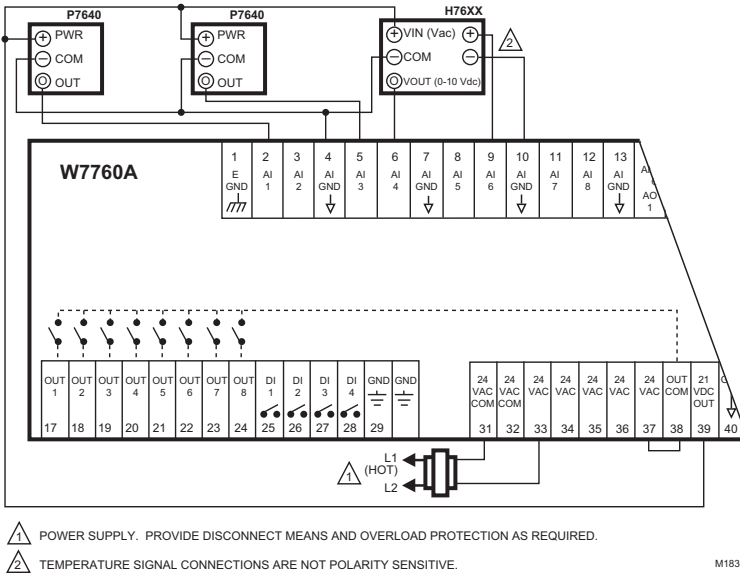 P7640
P7640
H76XX
PWR
COM
OUT
PWR
COM
OUT
VIN (Vac)
COM
VOUT (0-10 Vdc)
2
W7760A
1 2 3 4 5 6 7 8 9 10 11 12 13
E GND
AI 1
AI 2
AI GND
AI 3
AI 4
AI GND
AI 5
AI 6
AI GND
AI 7
AI 8
AI GND
AO 1
OUT 1
OUT 2
OUT 3
OUT 4
OUT 5
OUT 6
OUT 7
OUT 8
DI 1
DI 2
DI 3
DI 4
GND
GND
24 VAC COM
24 VAC COM
24 VAC
24 VAC
24 VAC
24 VAC
24 VAC
OUT COM
21 VDC OUT
17 18 19 20 21 22 23 24 25 26 27 28 29
31 32 33 34 35 36 37 38 39 40
1
L1
(HOT)
L2
1 POWER SUPPLY. PROVIDE DISCONNECT MEANS AND OVERLOAD PROTECTION AS REQUIRED.
2 TEMPERATURE SIGNAL CONNECTIONS ARE NOT POLARITY SENSITIVE.